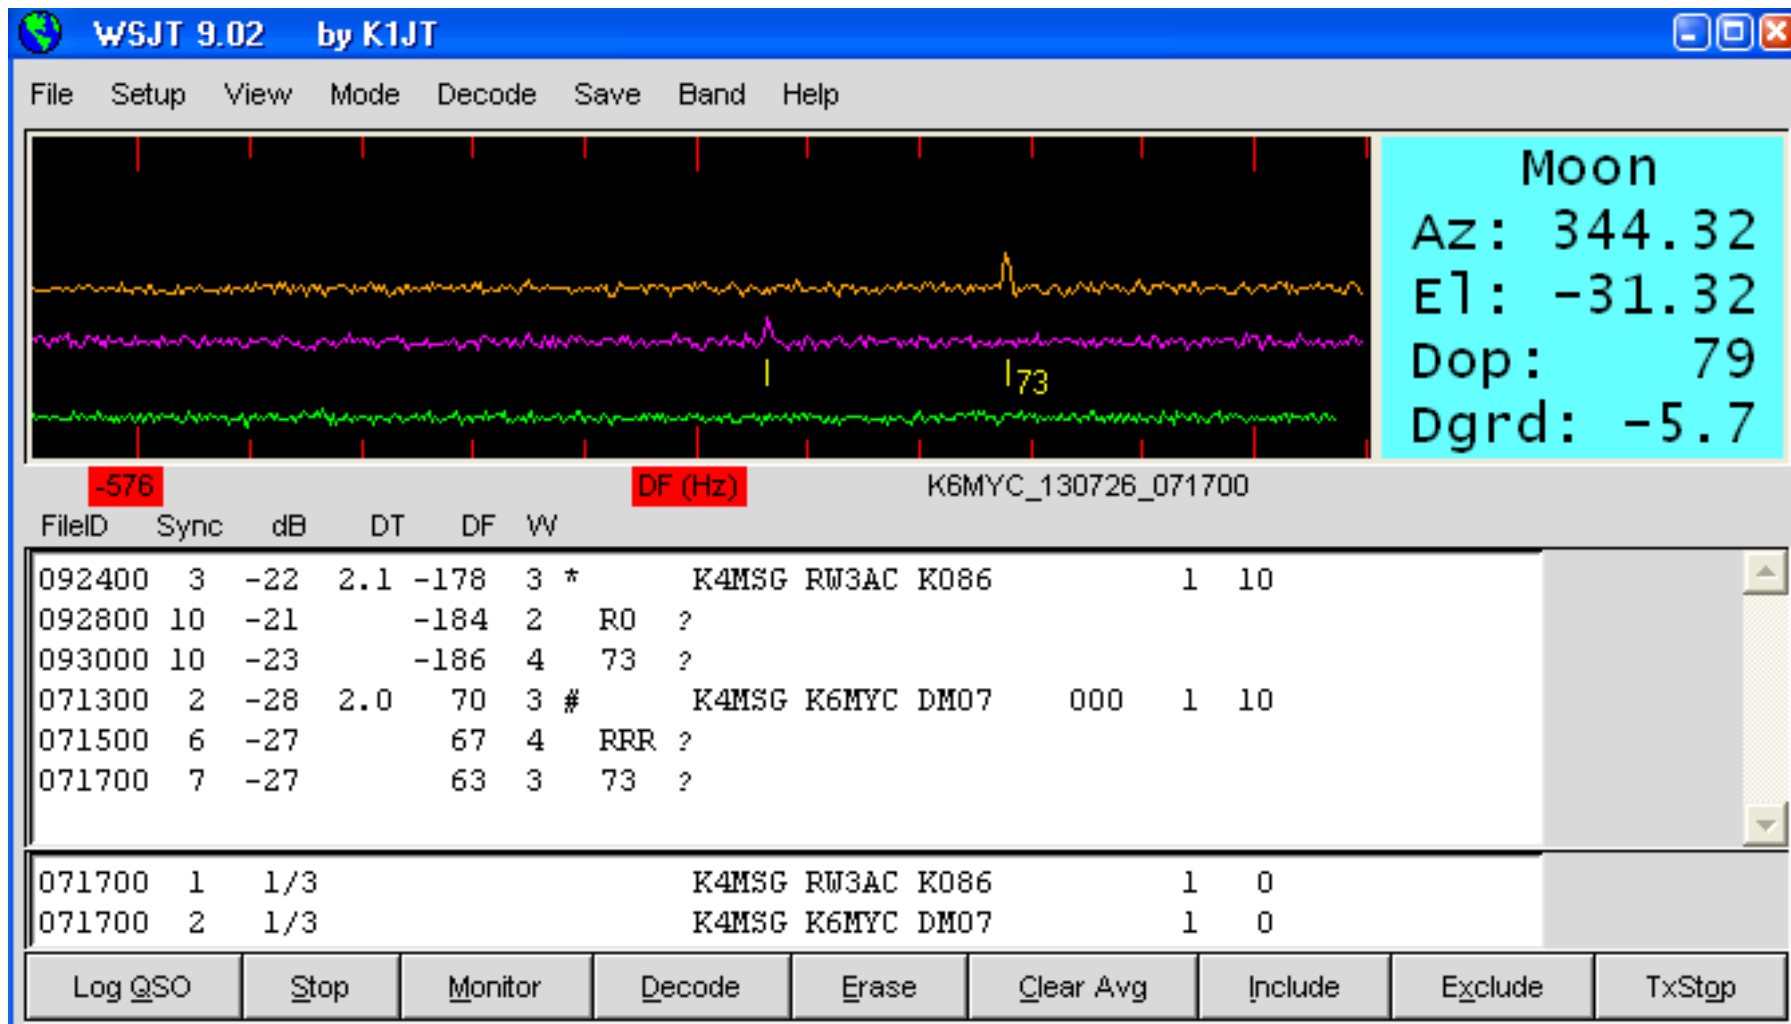 WSJT 9.02 by K1JT
File Setup View Mode Decode Save Band Help
Moon
Az: 344.32
El: -31.32
Dop: 79
Dgrd: -5.7
73
-576 DF (Hz) K6MYC_130726_071700
FileID Sync dB DT DF W
092400 3 -22 2.1 -178 3 * K4MSG RW3AC KO86 1 10
092800 10 -21 -184 2 RO ?
093000 10 -23 -186 4 73 ?
071300 2 -28 2.0 70 3 # K4MSG K6MYC DM07 OOO 1 10
071500 6 -27 67 4 RRR ?
071700 7 -27 63 3 73 ?
071700 1 1/3 K4MSG RW3AC KO86 1 0
071700 2 1/3 K4MSG K6MYC DM07 1 0
Log QSO Stop Monitor Decode Erase Clear Avg Include Exclude TxStop